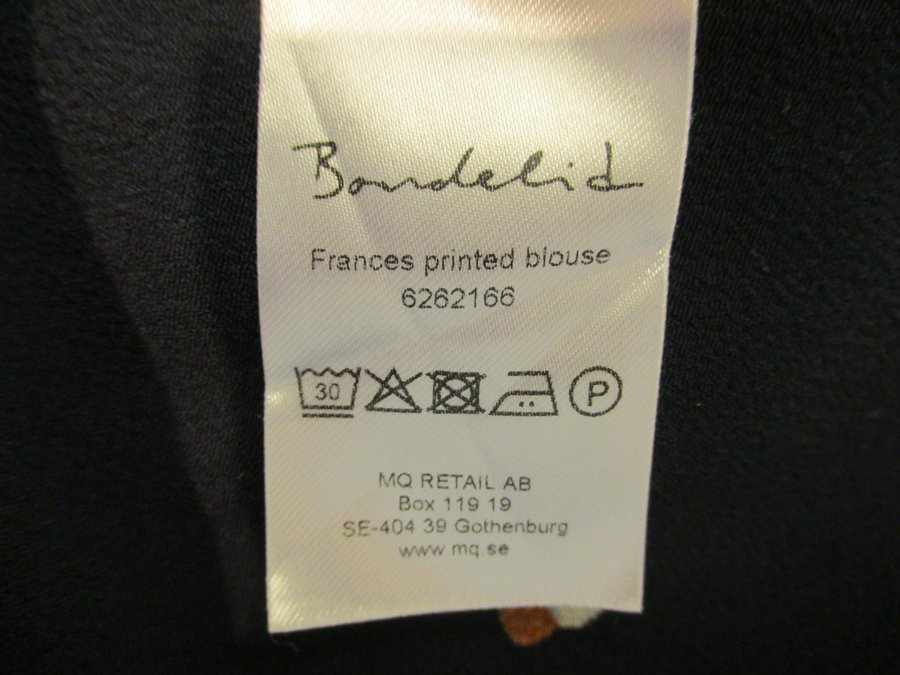 Bondelid
Frances printed blouse
6262166
30 P
MQ RETAIL AB
Box 119 19
SE-404 39 Gothenburg
www.mq.se